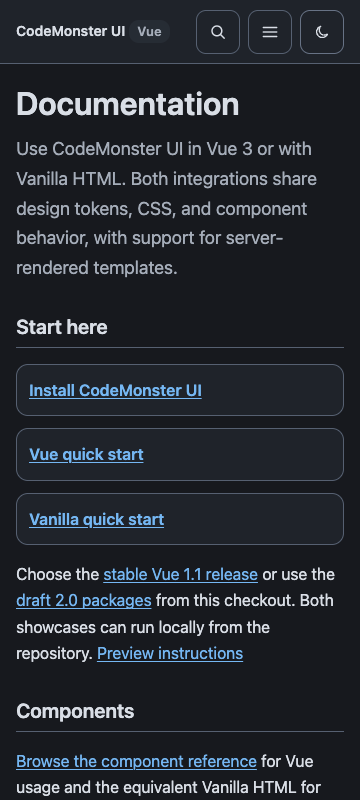 CodeMonster UI Vue
Documentation
Use CodeMonster UI in Vue 3 or with
Vanilla HTML. Both integrations share
design tokens, CSS, and component
behavior, with support for server-
rendered templates.
Start here
Install CodeMonster UI
Vue quick start
Vanilla quick start
Choose the stable Vue 1.1 release or use the
draft 2.0 packages from this checkout. Both
showcases can run locally from the
repository. Preview instructions
Components
Browse the component reference for Vue
usage and the equivalent Vanilla HTML for